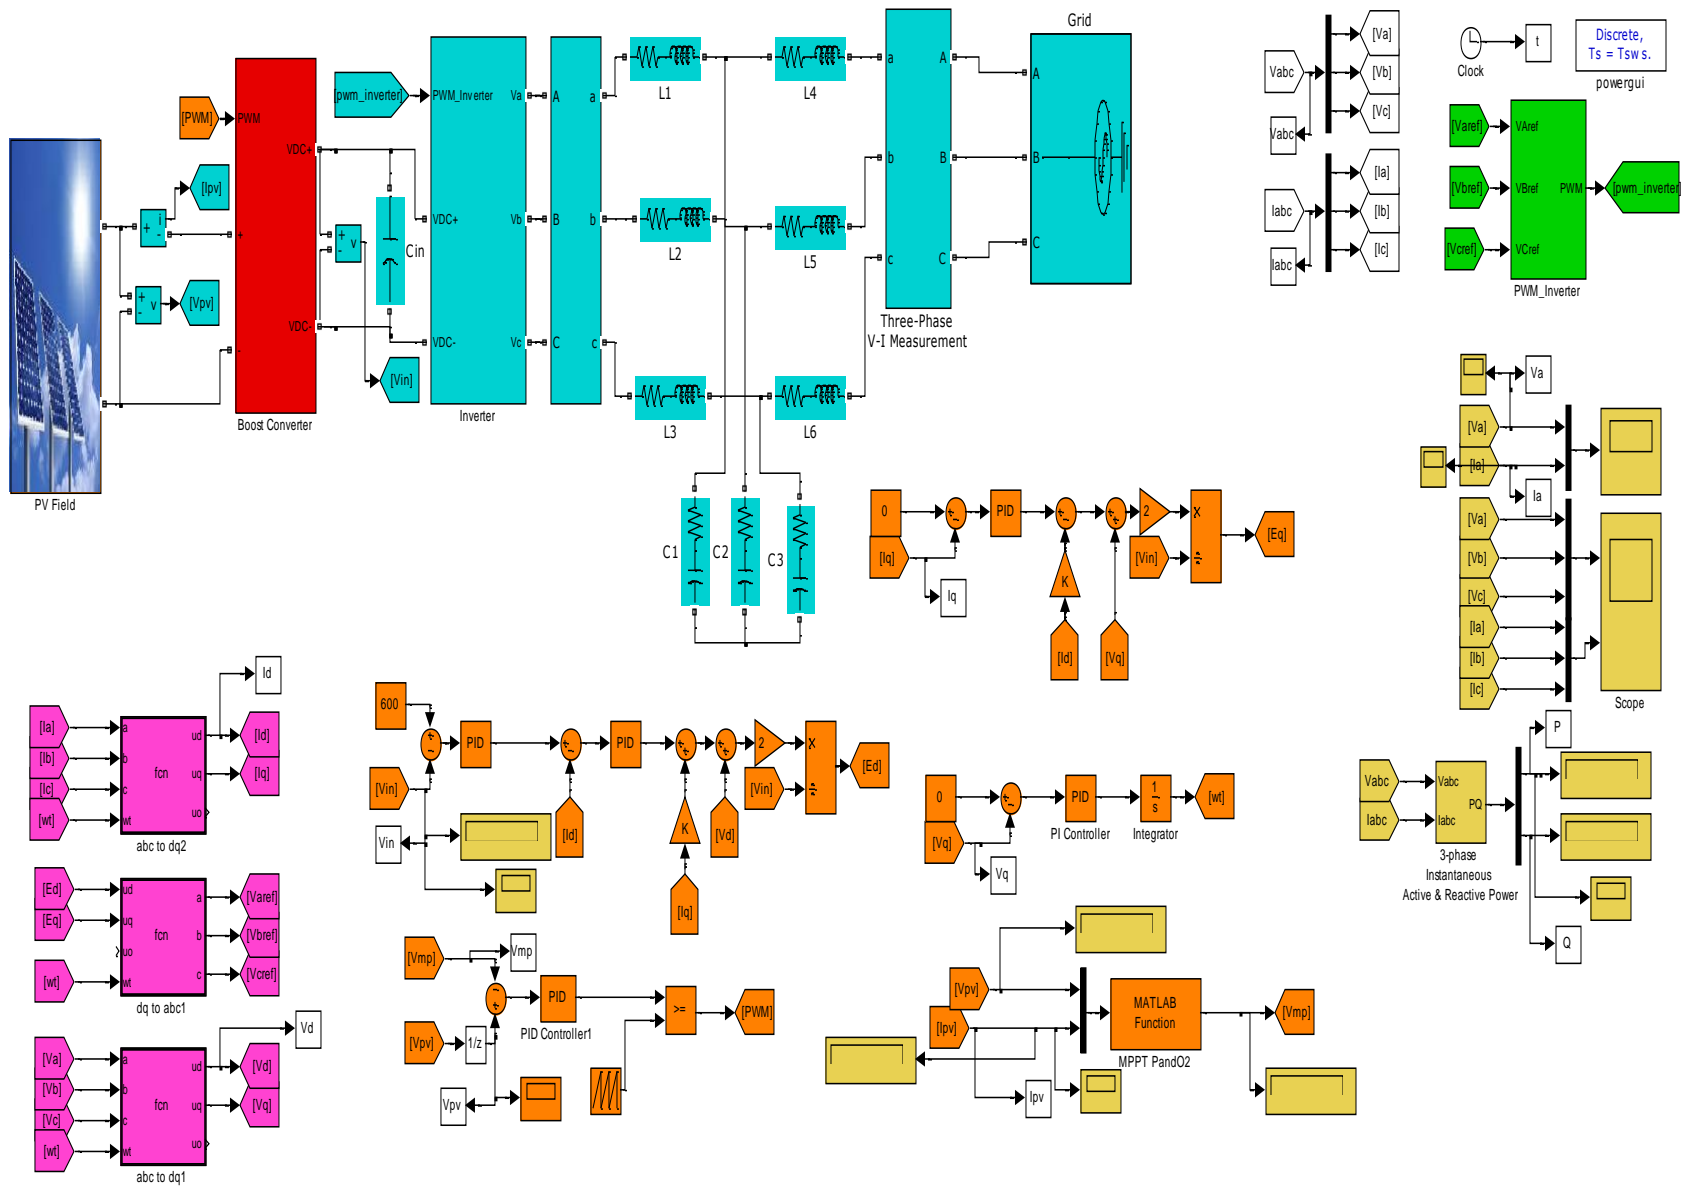 Grid
[Va]
Vabc
[Vb]
[Vc]
Vabc
[Ia]
Iabc
[Ib]
[Ic]
Iabc
Clock
t
Discrete,
Ts = Tsw s.
powergui
[Varef]
VAref
[Vbref]
VBref
PWM
[pwm_inverter]
[Vcref]
VCref
PWM_Inverter
PV Field
[Ipv]
+ i
-
+ v
-
[Vpv]
[PWM]
PWM
VDC+
+
VDC-
-
Boost Converter
+ v
-
[Vin]
Cin
[pwm_inverter]
PWM_Inverter
Va
VDC+
Vb
VDC-
Vc
Inverter
A
a
B
b
C
c
L1
L2
L3
L4
L5
L6
a
A
b
B
c
C
Three-Phase
V-I Measurement
A
B
C
C1
C2
C3
0
[Iq]
Iq
PID
K
[Id]
[Vq]
2
[Vin]
x
÷
[Eq]
Va
[Va]
[Ia]
Ia
[Va]
[Vb]
[Vc]
[Ia]
[Ib]
[Ic]
Scope
Id
[Ia]
a
ud
[Id]
[Ib]
b
fcn
uq
[Iq]
[Ic]
c
[wt]
wt
uo
abc to dq2
[Ed]
ud
a
[Varef]
[Eq]
uq
fcn
b
[Vbref]
uo
c
[Vcref]
[wt]
wt
dq to abc1
Vd
[Va]
a
ud
[Vd]
[Vb]
b
fcn
uq
[Vq]
[Vc]
c
[wt]
wt
uo
abc to dq1
600
[Vin]
Vin
PID
[Id]
PID
K
[Iq]
[Vd]
2
[Vin]
x
÷
[Ed]
0
[Vq]
Vq
PID
PI Controller
1
s
Integrator
[wt]
Vabc
Vabc
PQ
Iabc
Iabc
3-phase
Instantaneous
Active & Reactive Power
P
Q
[Vmp]
Vmp
[Vpv]
1/z
Vpv
PID
PID Controller1
>=
[PWM]
[Vpv]
[Ipv]
Ipv
MATLAB
Function
MPPT PandO2
[Vmp]